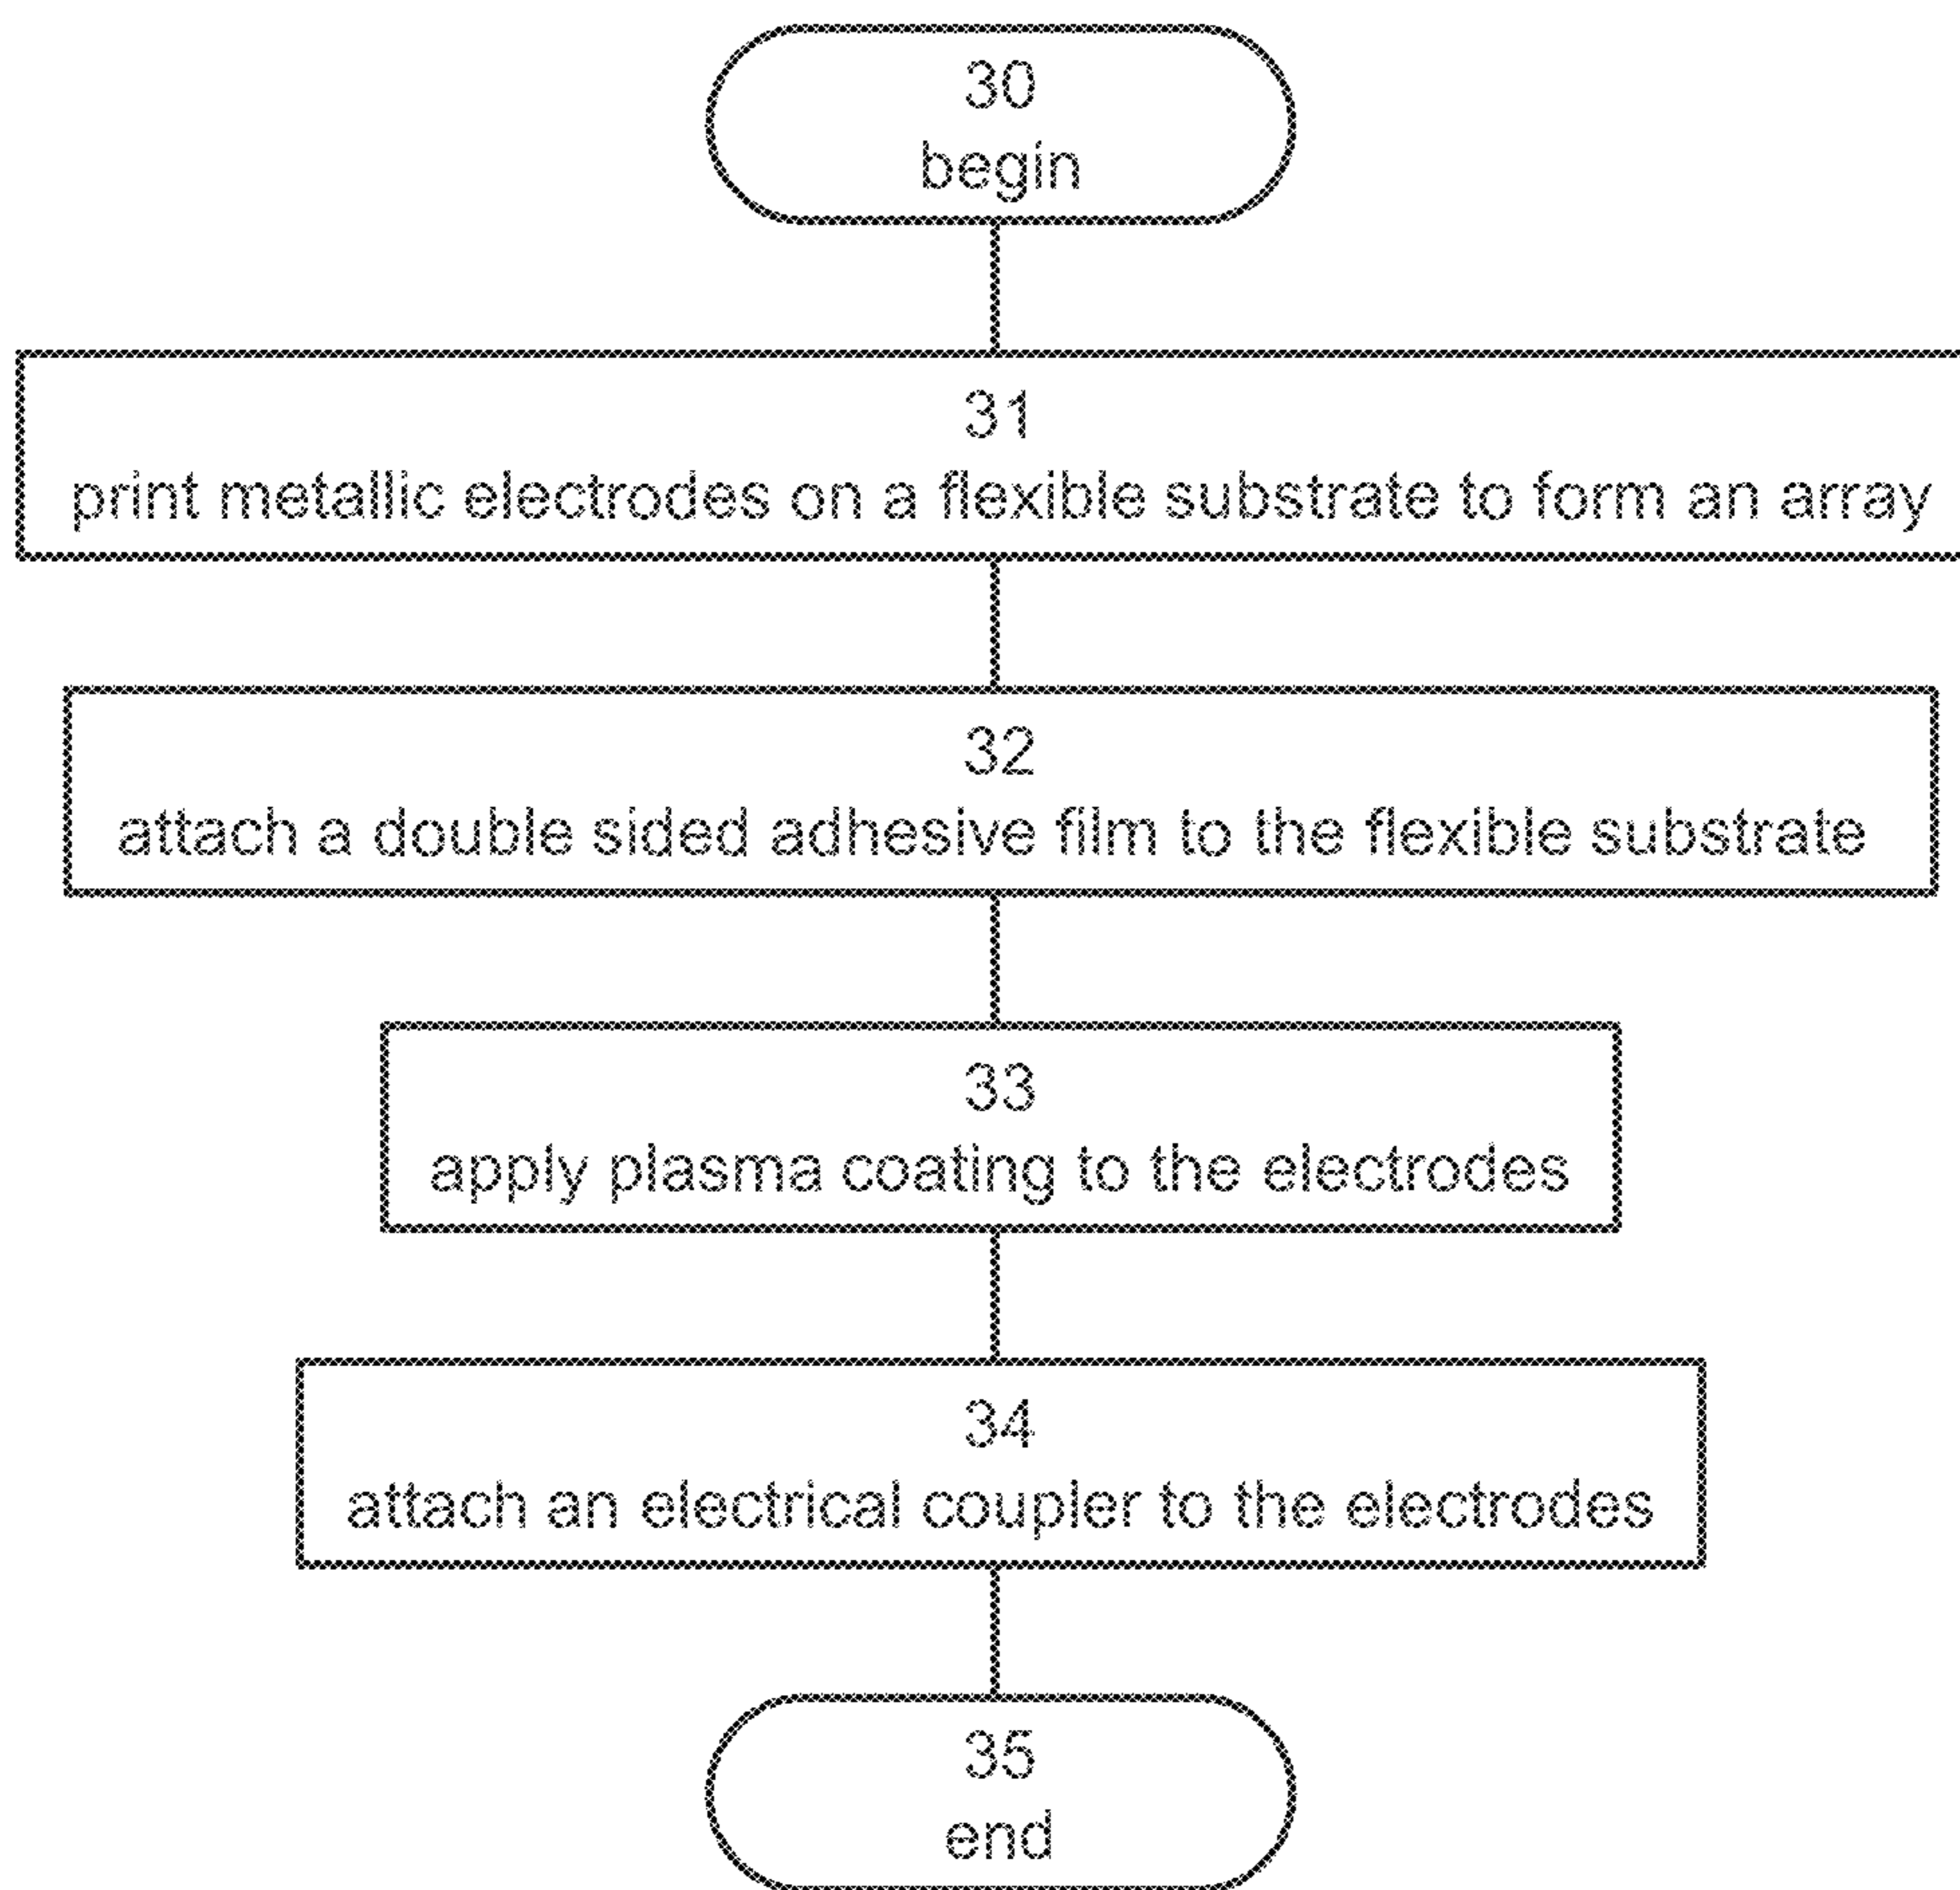 30
begin
31
print metallic electrodes on a flexible substrate to form an array
32
attach a double sided adhesive film to the flexible substrate
33
apply plasma coating to the electrodes
34
attach an electrical coupler to the electrodes
35
end